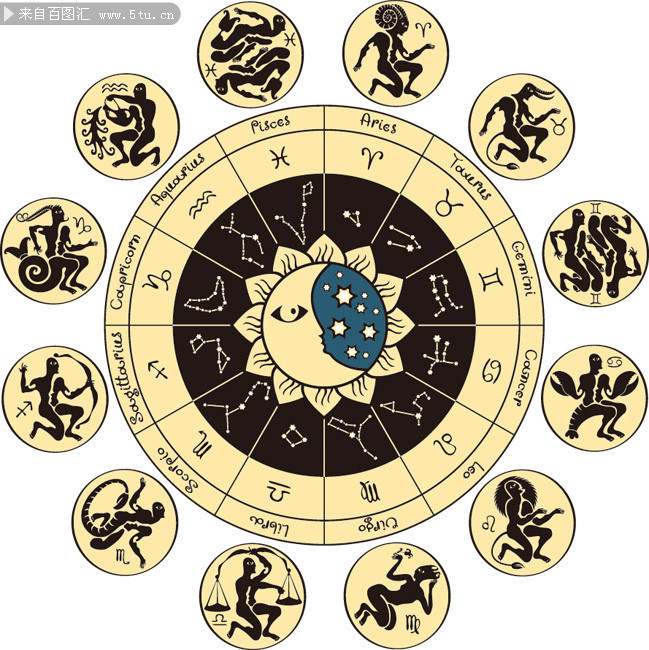 来自百图汇 www.5tu.cn
Pisces
Aries
Taurus
Gemini
Cancer
Leo
Virgo
Libra
Scorpio
Sagittarius
Capricorn
Aquarius